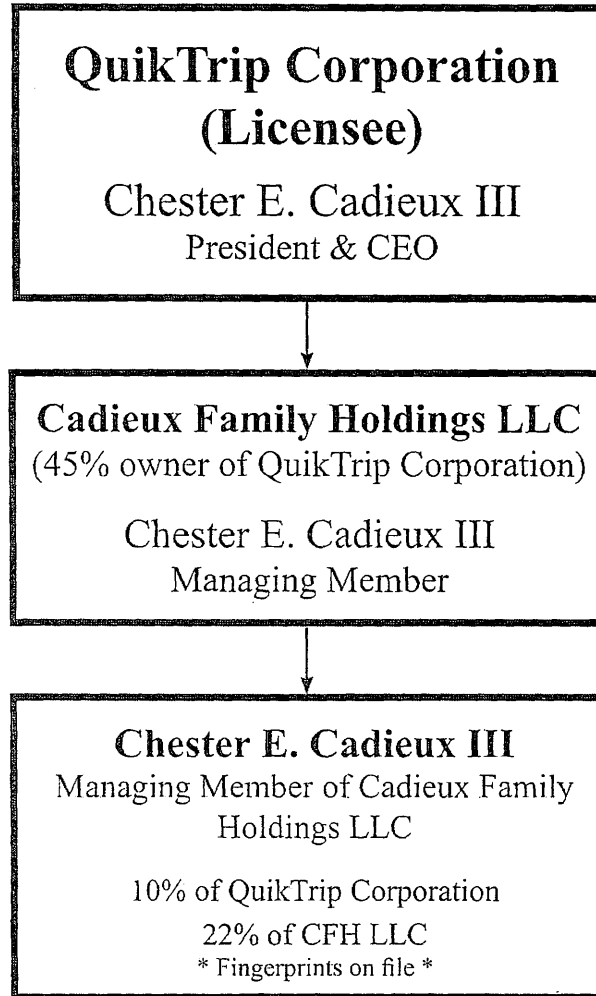 QuikTrip Corporation
(Licensee)
Chester E. Cadieux III
President & CEO
Cadieux Family Holdings LLC
(45% owner of QuikTrip Corporation)
Chester E. Cadieux III
Managing Member
Chester E. Cadieux III
Managing Member of Cadieux Family
Holdings LLC
10% of QuikTrip Corporation
22% of CFH LLC
* Fingerprints on file *